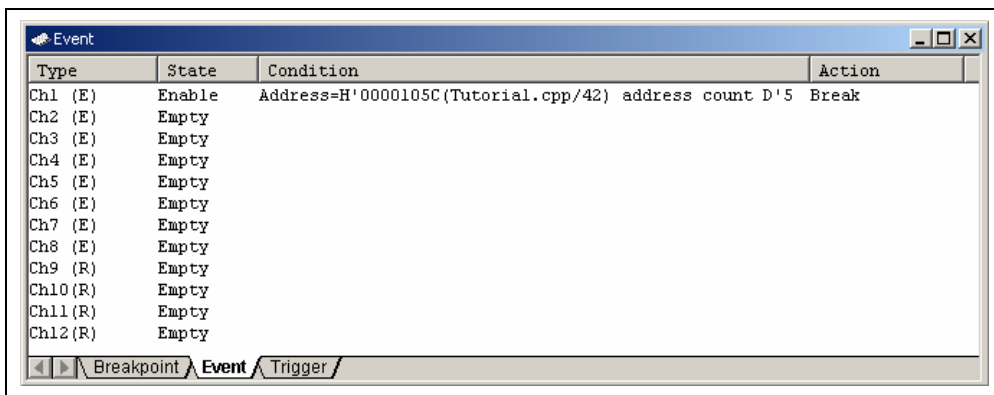 Event
Type State Condition Action
Ch1 (E) Enable Address=H'0000105C(Tutorial.cpp/42) address count D'5 Break
Ch2 (E) Empty
Ch3 (E) Empty
Ch4 (E) Empty
Ch5 (E) Empty
Ch6 (E) Empty
Ch7 (E) Empty
Ch8 (E) Empty
Ch9 (R) Empty
Ch10(R) Empty
Ch11(R) Empty
Ch12(R) Empty
Breakpoint Event Trigger